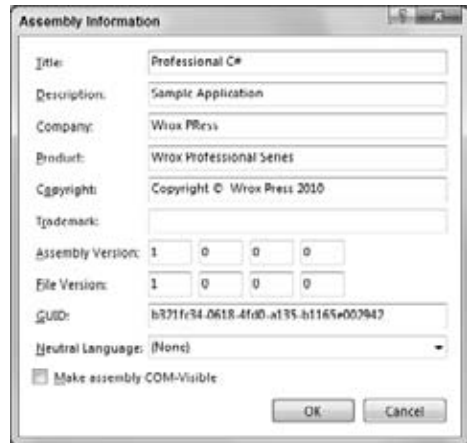 Assembly Information
Title: Professional C#
Description: Sample Application
Company: Wrox PRess
Product: Wrox Professional Series
Copyright: Copyright © Wrox Press 2010
Trademark:
Assembly Version: 1 0 0 0
File Version: 1 0 0 0
GUID: b321fc34-0618-4fd0-a135-b1165e002942
Neutral Language: (None)
Make assembly COM-Visible
OK Cancel